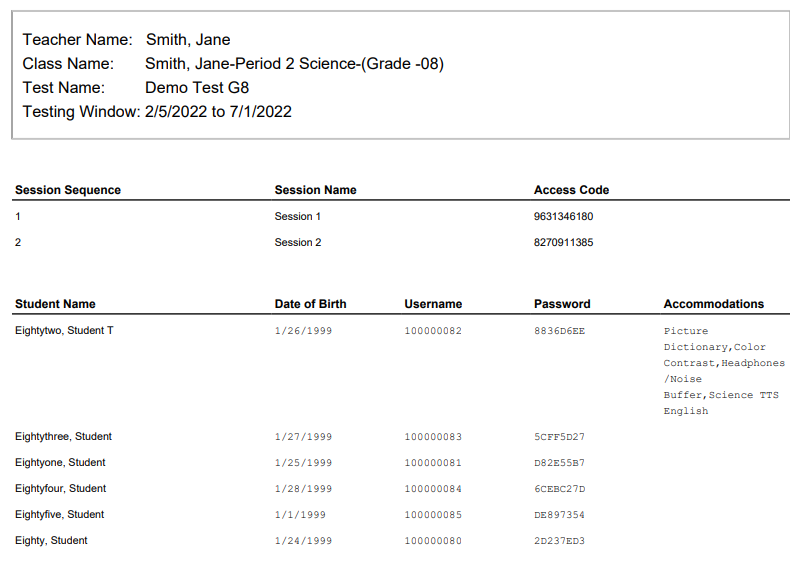 Teacher Name: Smith, Jane
Class Name: Smith, Jane-Period 2 Science-(Grade -08)
Test Name: Demo Test G8
Testing Window: 2/5/2022 to 7/1/2022
Session Sequence Session Name Access Code
1 Session 1 9631346180
2 Session 2 8270911385
Student Name Date of Birth Username Password Accommodations
Eightytwo, Student T 1/26/1999 100000082 8836D6EE Picture
Dictionary,Color
Contrast,Headphones
/Noise
Buffer,Science TTS
English
Eightythree, Student 1/27/1999 100000083 5CFF5D27
Eightyone, Student 1/25/1999 100000081 D82E55B7
Eightyfour, Student 1/28/1999 100000084 6CEBC27D
Eightyfive, Student 1/1/1999 100000085 DE897354
Eighty, Student 1/24/1999 100000080 2D237ED3